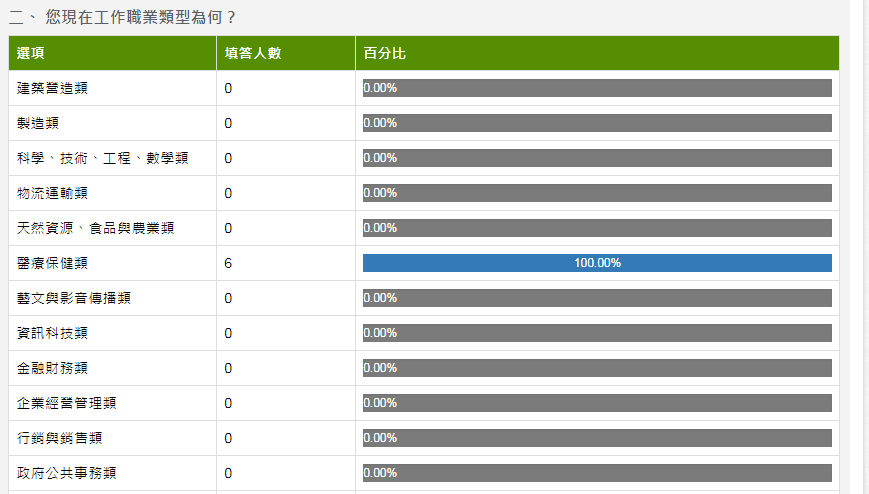 二、 您現在工作職業類型為何？
選項 填答人數 百分比
建築營造類 0 0.00%
製造類 0 0.00%
科學、技術、工程、數學類 0 0.00%
物流運輸類 0 0.00%
天然資源、食品與農業類 0 0.00%
醫療保健類 6 100.00%
藝文與影音傳播類 0 0.00%
資訊科技類 0 0.00%
金融財務類 0 0.00%
企業經營管理類 0 0.00%
行銷與銷售類 0 0.00%
政府公共事務類 0 0.00%